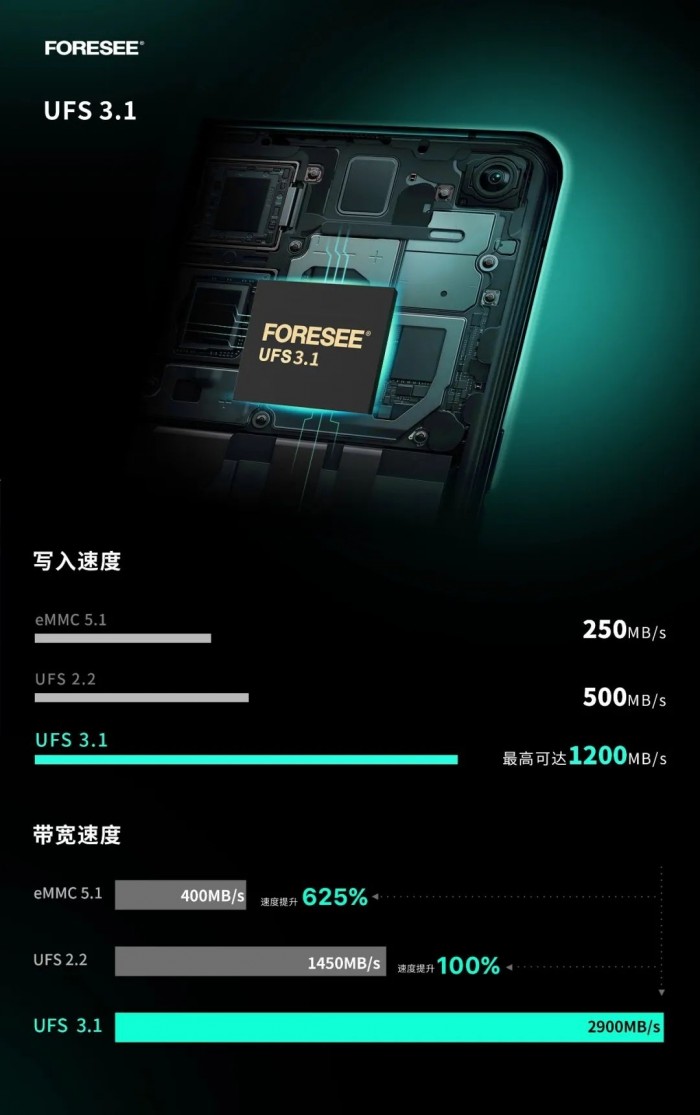 FORESEE®
UFS 3.1
FORESEE®
UFS3.1
写入速度
eMMC 5.1
250MB/s
UFS 2.2
500MB/s
UFS 3.1
最高可达1200MB/s
带宽速度
eMMC 5.1 400MB/s 速度提升 625%
UFS 2.2 1450MB/s 速度提升 100%
UFS 3.1 2900MB/s